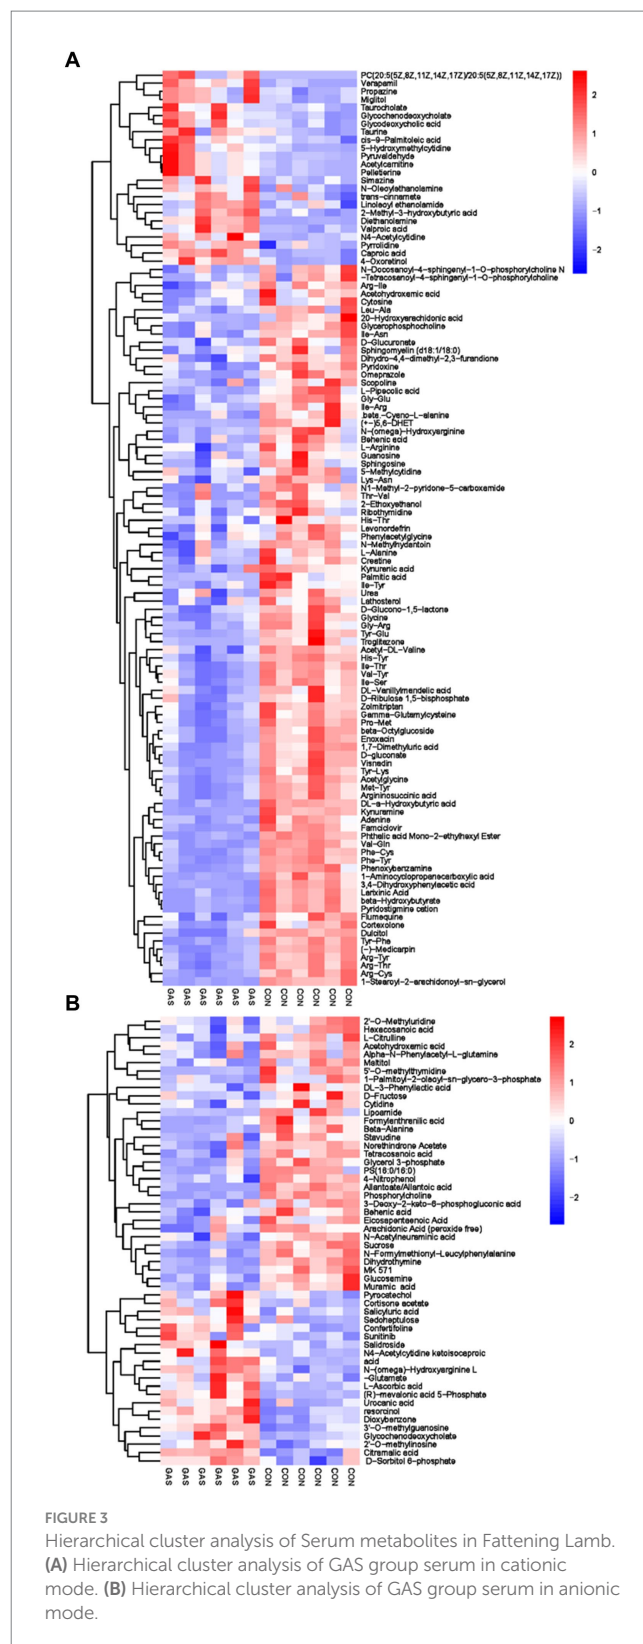 A
PC[20:5(5Z,8Z,11Z,14Z,17Z)/20:5(5Z,8Z,11Z,14Z,17Z)]
Verapamil
Propazine
Miglitol
Taurocholate
Glycochenodeoxycholate
Glycodeoxycholic acid
Taurine
cis-9-Palmitoleic acid
5-Hydroxymethylcytidine
Pyruvaldehyde
Acetylcarnitine
Pelletierine
Simazine
N-Oleoylethanolamine
trans-cinnamate
Linoleoyl ethanolamide
2-Methyl-3-hydroxybutyric acid
Diethanolamine
Valproic acid
N4-Acetylcytidine
Pyrrolidine
Caproic acid
4-Oxoretinol
N-Docosanoyl-4-sphingenyl-1-O-phosphorylcholine N
-Tetracosanoyl-4-sphingenyl-1-O-phosphorylcholine
Arg-Ile
Acetohydroxamic acid
Cytosine
Leu-Ala
20-Hydroxyarachidonic acid
Glycerophosphocholine
Ile-Asn
D-Glucuronate
Sphingomyelin (d18:1/18:0)
Dihydro-4,4-dimethyl-2,3-furandione
Pyridoxine
Omeprazole
Scopoline
L-Pipecolic acid
Gly-Glu
Ile-Arg
.beta.-Cyano-L-alanine
(+-)5,6-DHET
N-(omega)-Hydroxyarginine
Behenic acid
L-Arginine
Guanosine
Sphingosine
5-Methylcytidine
Lys-Asn
N1-Methyl-2-pyridone-5-carboxamide
Thr-Val
2-Ethoxyethanol
Ribothymidine
His-Thr
Levonordefrin
Phenylacetylglycine
N-Methylhydantoin
L-Alanine
Creatine
Kynurenic acid
Palmitic acid
Ile-Tyr
Urea
Lathosterol
D-Glucono-1,5-lactone
Glycine
Gly-Arg
Tyr-Glu
Troglitazone
Acetyl-DL-Valine
His-Tyr
Ile-Thr
Val-Tyr
Ile-Ser
DL-Vanillylmandelic acid
D-Ribulose 1,5-bisphosphate
Zolmitriptan
Gamma-Glutamylcysteine
Pro-Met
beta-Octylglucoside
Enoxacin
1,7-Dimethyluric acid
D-gluconate
Visnadin
Tyr-Lys
Acetylglycine
Met-Tyr
Argininosuccinic acid
DL-a-Hydroxybutyric acid
Kynuramine
Adenine
Famciclovir
Phthalic acid Mono-2-ethylhexyl Ester
Val-Gln
Phe-Cys
Phe-Tyr
Phenoxybenzamine
1-Aminocyclopropanecarboxylic acid
3,4-Dihydroxyphenylacetic acid
Larixinic Acid
beta-Hydroxybutyrate
Pyridostigmine cation
Flumequine
Cortexolone
Dulcitol
Tyr-Phe
(-)-Medicarpin
Arg-Tyr
Arg-Thr
Arg-Cys
1-Stearoyl-2-arachidonoyl-sn-glycerol
2
1
0
-1
-2
GAS GAS GAS GAS GAS GAS CON CON CON CON CON CON
B
2'-O-Methyluridine
Hexacosanoic acid
L-Citrulline
Acetohydroxamic acid
Alpha-N-Phenylacetyl-L-glutamine
Maltitol
5'-O-methylthymidine
1-Palmitoyl-2-oleoyl-sn-glycero-3-phosphate
DL-3-Phenyllactic acid
D-Fructose
Cytidine
Lipoamide
Formylanthranilic acid
Beta-Alanine
Stavudine
Norethindrone Acetate
Tetracosanoic acid
Glycerol 3-phosphate
PS(16:0/16:0)
4-Nitrophenol
Allantoate/Allantoic acid
Phosphorylcholine
3-Deoxy-2-keto-6-phosphogluconic acid
Behenic acid
Eicosapentaenoic Acid
Arachidonic Acid (peroxide free)
N-Acetylneuraminic acid
Sucrose
N-Formylmethionyl-Leucylphenylalanine
Dihydrothymine
MK 571
Glucosamine
Muramic acid
Pyrocatechol
Cortisone acetate
Salicyluric acid
Sedoheptulose
Confertifoline
Sunitinib
Salidroside
N4-Acetylcytidine ketoisocaproic
acid
N-(omega)-Hydroxyarginine L
-Glutamate
L-Ascorbic acid
(R)-mevalonic acid 5-Phosphate
Urocanic acid
resorcinol
Dioxybenzone
3'-O-methylguanosine
Glycochenodeoxycholate
2'-O-methylinosine
Citramalic acid
D-Sorbitol 6-phosphate
2
1
0
-1
-2
GAS GAS GAS GAS GAS GAS CON CON CON CON CON CON
FIGURE 3
Hierarchical cluster analysis of Serum metabolites in Fattening Lamb.
(A) Hierarchical cluster analysis of GAS group serum in cationic
mode. (B) Hierarchical cluster analysis of GAS group serum in anionic
mode.